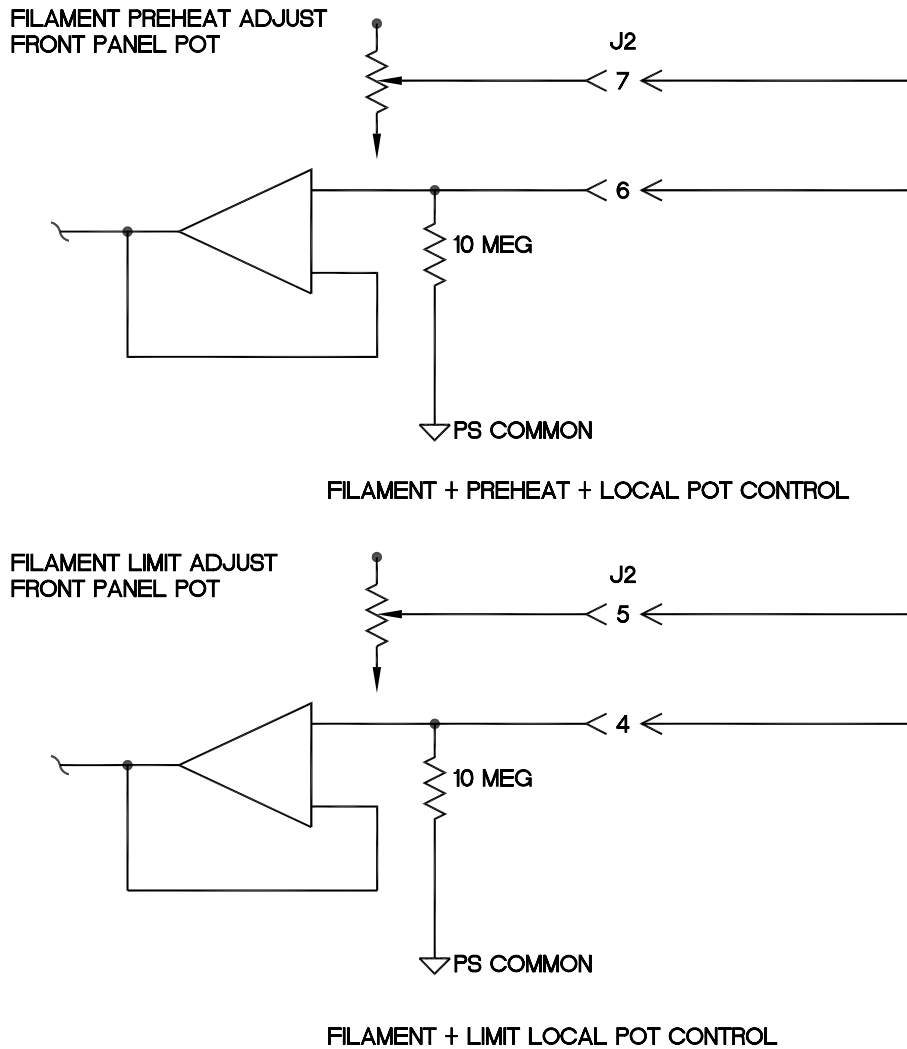 FILAMENT PREHEAT ADJUST
FRONT PANEL POT
J2
7
6
10 MEG
PS COMMON
FILAMENT + PREHEAT + LOCAL POT CONTROL
FILAMENT LIMIT ADJUST
FRONT PANEL POT
J2
5
4
10 MEG
PS COMMON
FILAMENT + LIMIT LOCAL POT CONTROL